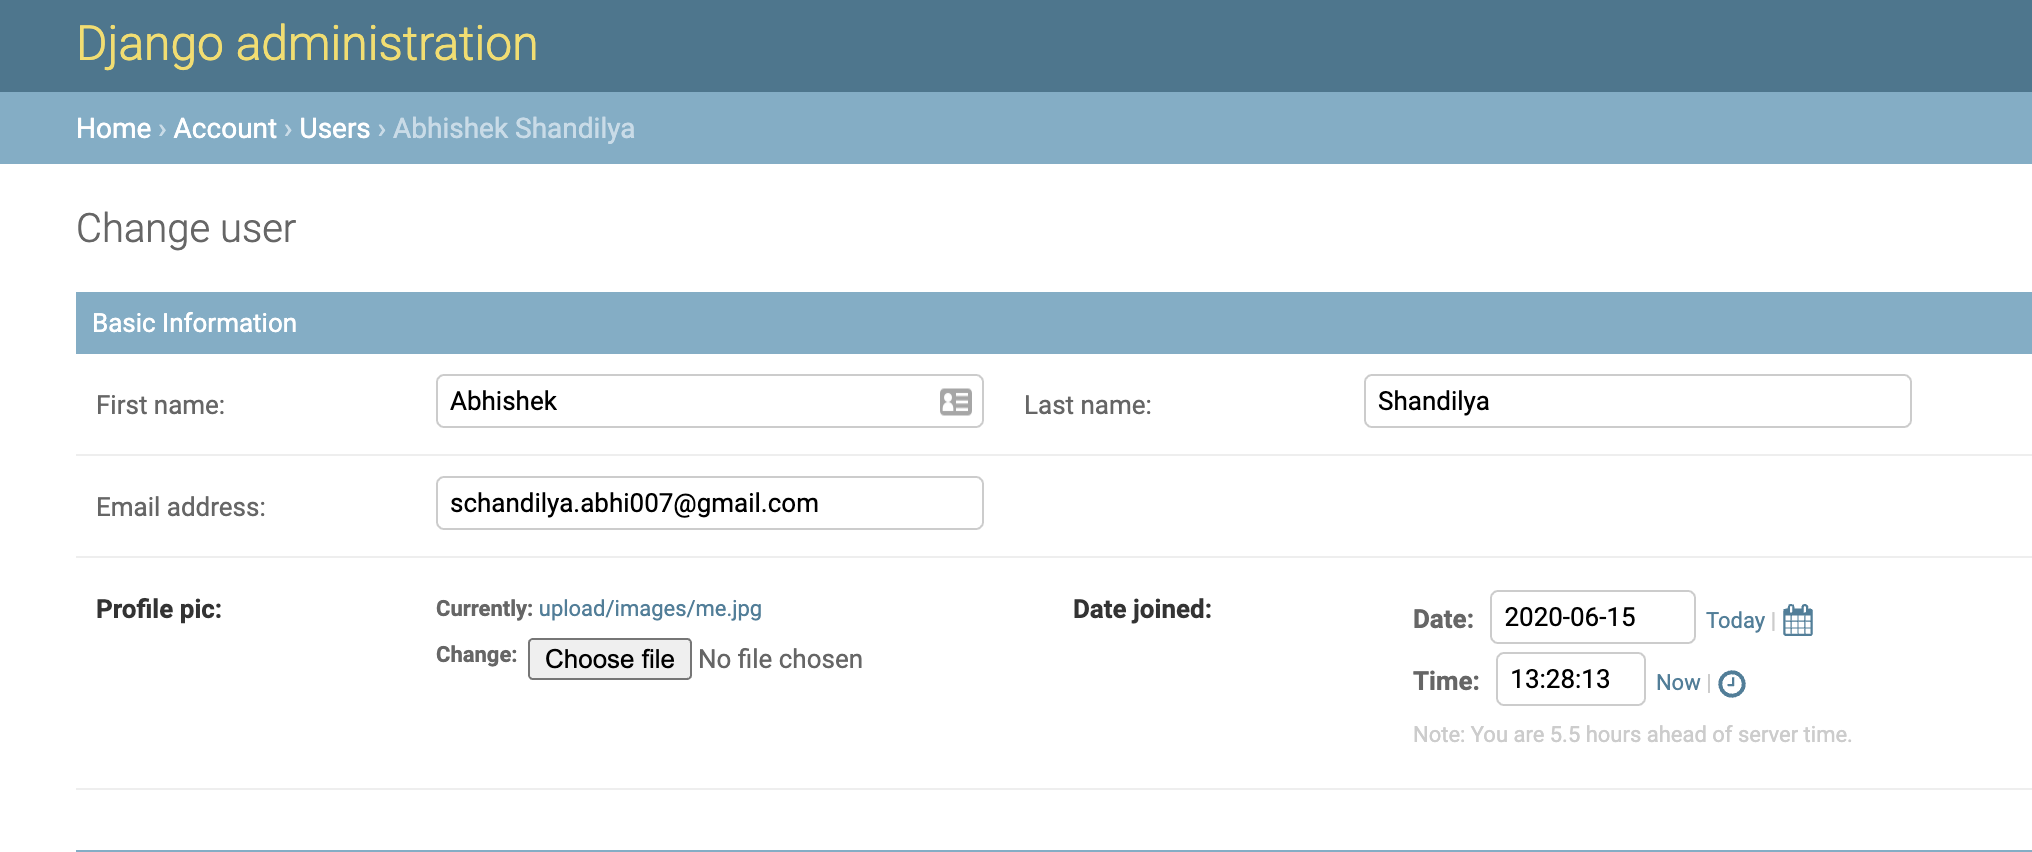 Django administration
Home › Account › Users › Abhishek Shandilya
Change user
Basic Information
First name: Abhishek Last name: Shandilya
Email address: schandilya.abhi007@gmail.com
Profile pic: Currently: upload/images/me.jpg Date joined: Date: 2020-06-15 Today |
Change: Choose file No file chosen Time: 13:28:13 Now |
Note: You are 5.5 hours ahead of server time.